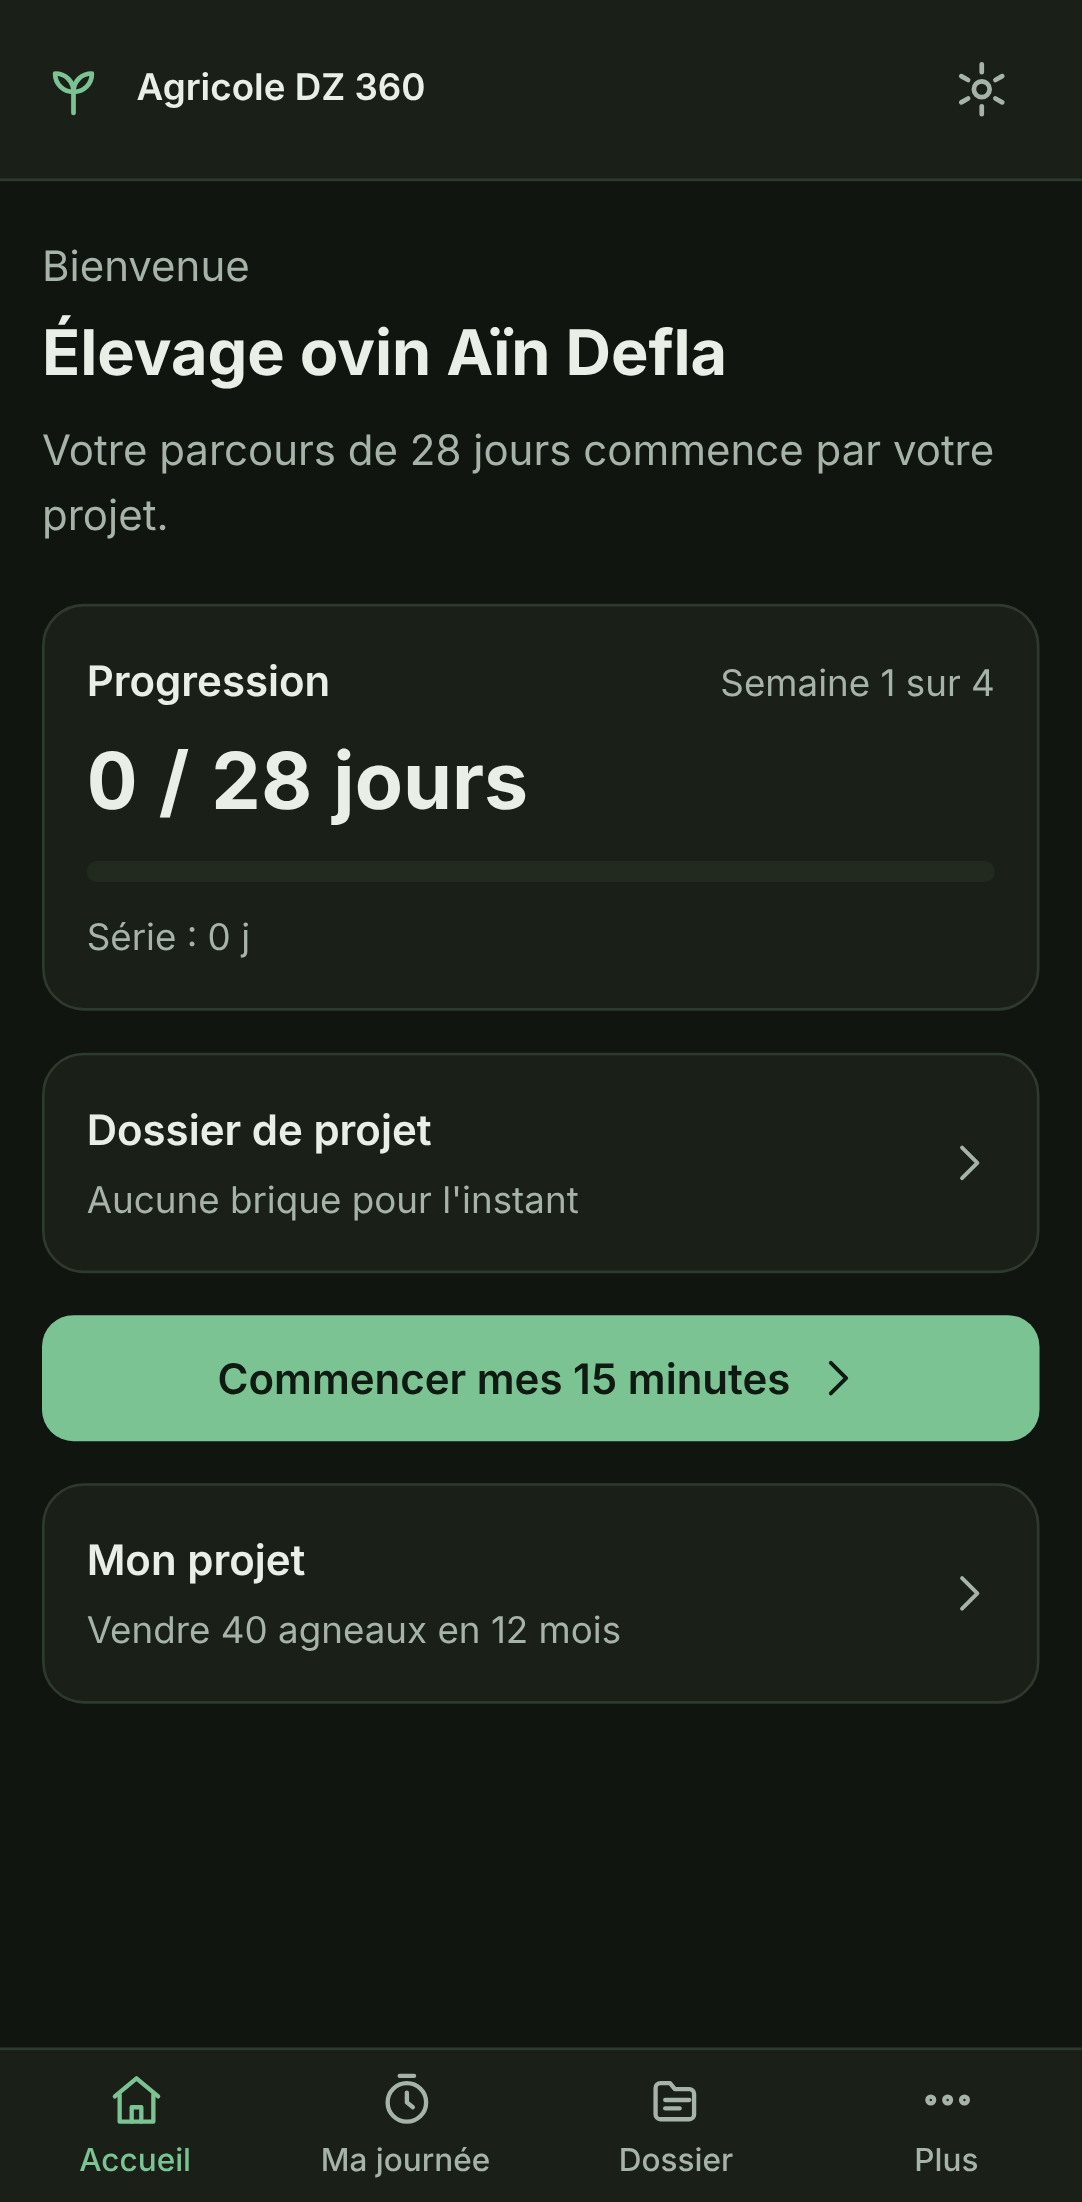 Agricole DZ 360
Bienvenue
Élevage ovin Aïn Defla
Votre parcours de 28 jours commence par votre
projet.
Progression
Semaine 1 sur 4
0 / 28 jours
Série : 0 j
Dossier de projet
Aucune brique pour l'instant
Commencer mes 15 minutes
Mon projet
Vendre 40 agneaux en 12 mois
Accueil
Ma journée
Dossier
Plus